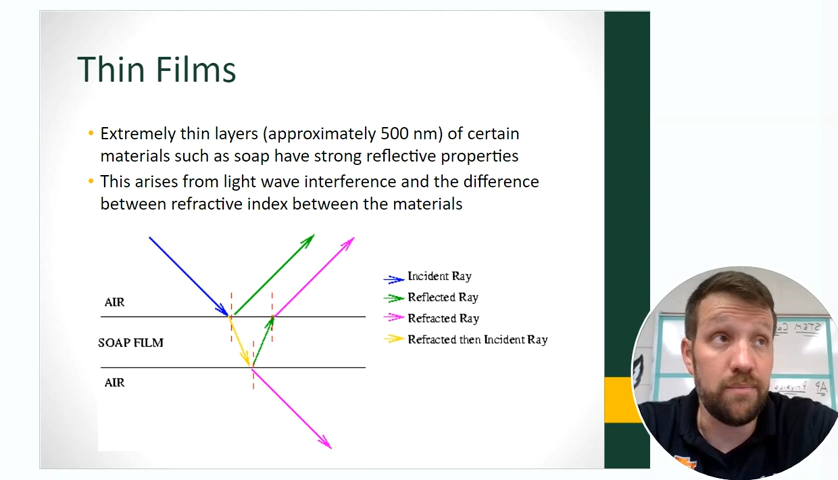 Thin Films
• Extremely thin layers (approximately 500 nm) of certain
materials such as soap have strong reflective properties
• This arises from light wave interference and the difference
between refractive index between the materials
AIR
SOAP FILM
AIR
Incident Ray
Reflected Ray
Refracted Ray
Refracted then Incident Ray